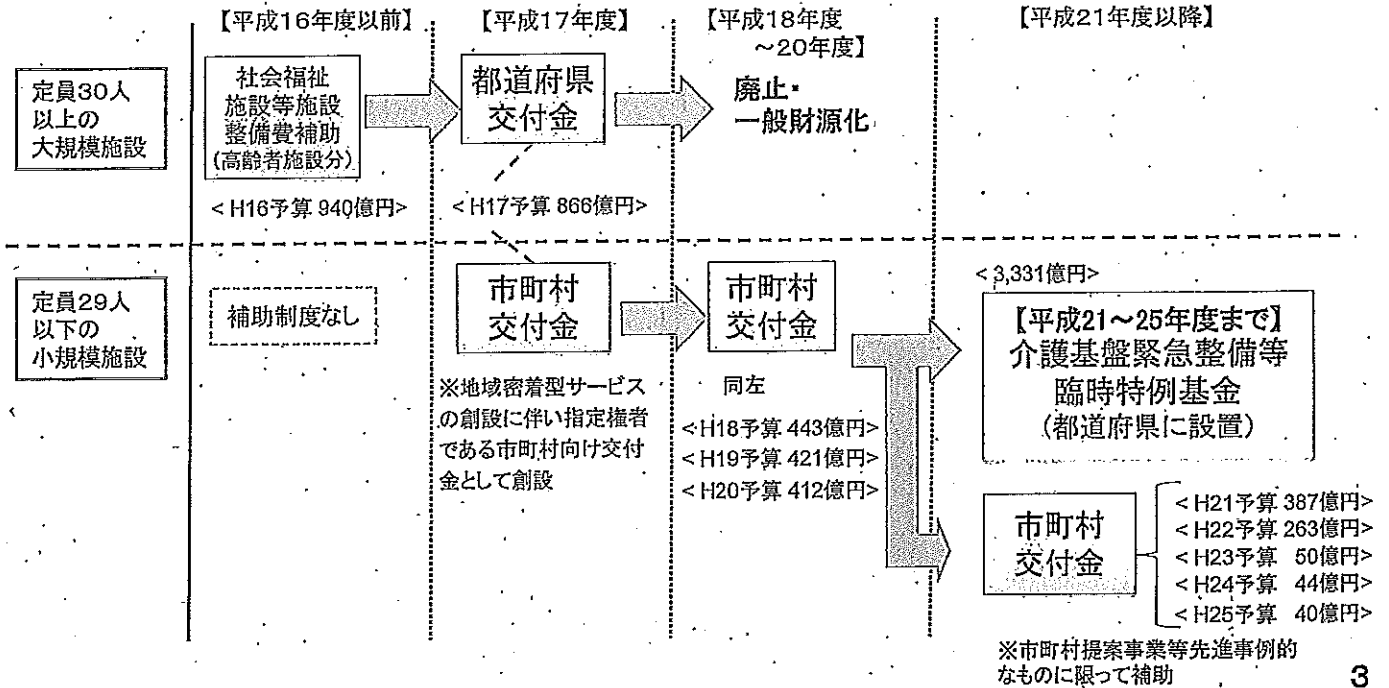 【平成16年度以前】
【平成17年度】
【平成18年度
～20年度】
【平成21年度以降】
定員30人
以上の
大規模施設
社会福祉
施設等施設
整備費補助
(高齢者施設分)
< H16予算 940億円>
都道府県
交付金
< H17予算 866億円>
廃止・
一般財源化
定員29人
以下の
小規模施設
補助制度なし
市町村
交付金
※地域密着型サービス
の創設に伴い指定権者
である市町村向け交付
金として創設
市町村
交付金
同左
< H18予算 443億円>
< H19予算 421億円>
< H20予算 412億円>
< 3,331億円>
【平成21～25年度まで】
介護基盤緊急整備等
臨時特例基金
(都道府県に設置)
市町村
交付金
< H21予算 387億円>
< H22予算 263億円>
< H23予算 50億円>
< H24予算 44億円>
< H25予算 40億円>
※市町村提案事業等先進事例的
なものに限って補助
3